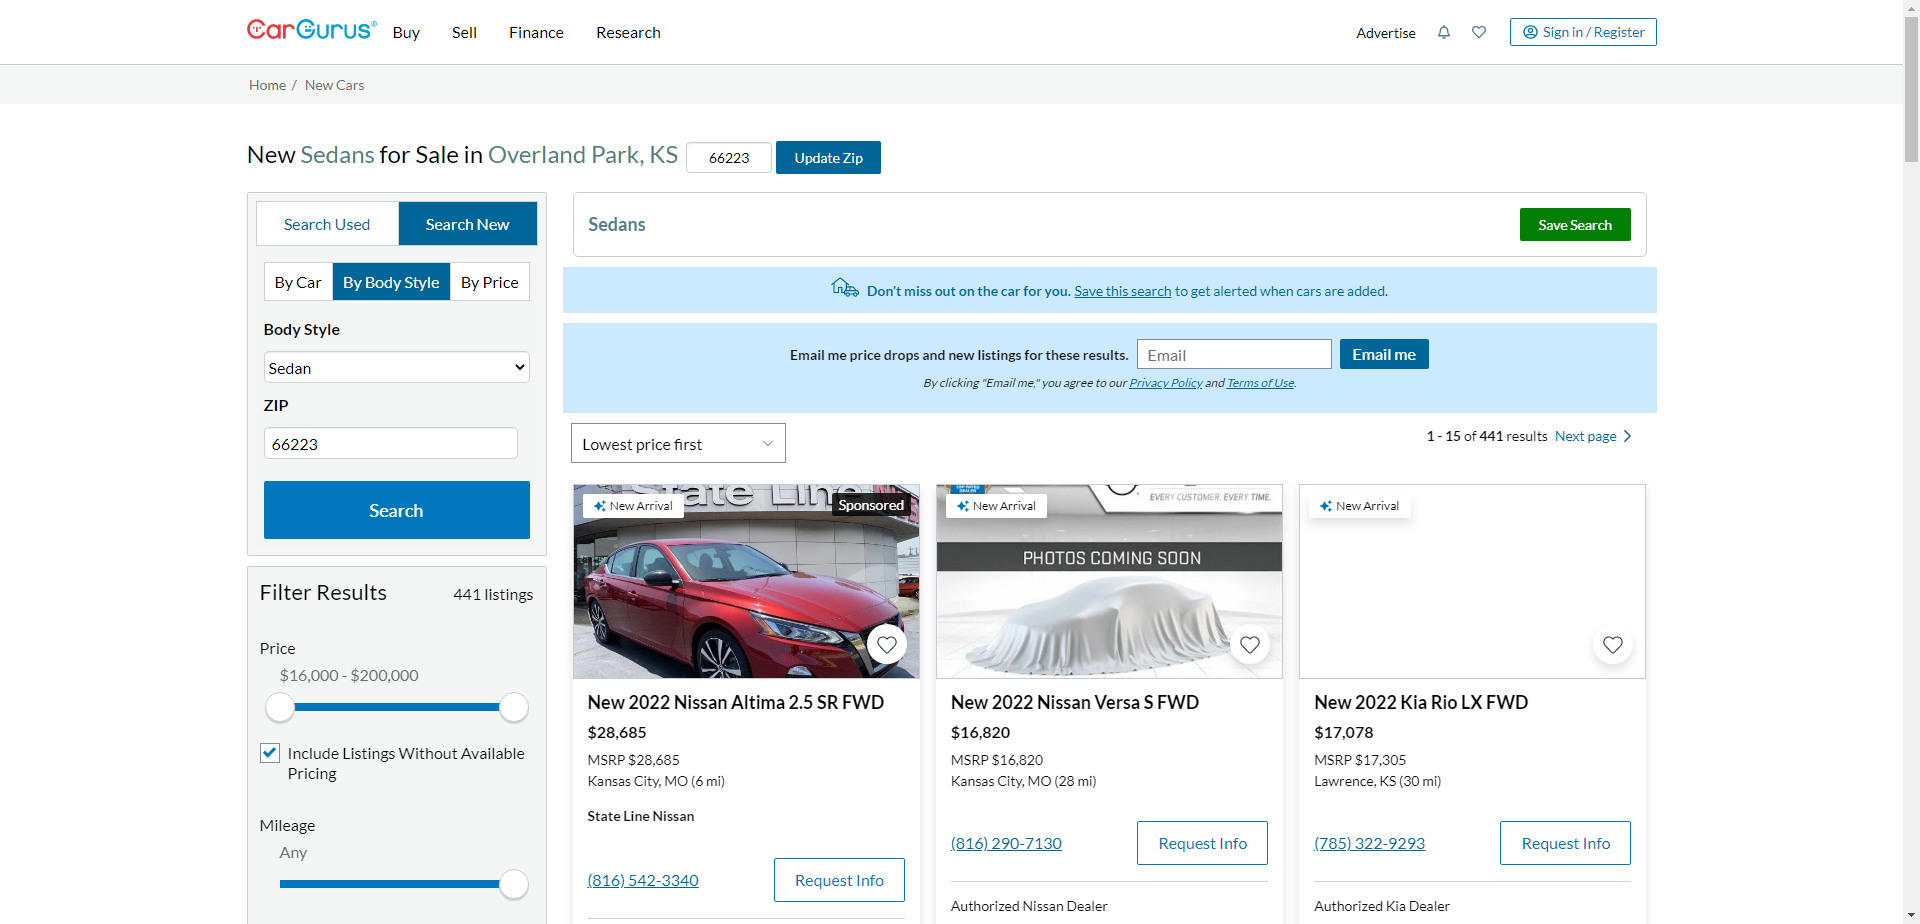 CarGurus®
Buy
Sell
Finance
Research
Advertise
Sign in / Register
Home / New Cars
New Sedans for Sale in Overland Park, KS
66223
Update Zip
Search Used
Search New
By Car
By Body Style
By Price
Body Style
Sedan
ZIP
66223
Search
Filter Results
441 listings
Price
$16,000 - $200,000
Include Listings Without Available
Pricing
Mileage
Any
Sedans
Save Search
Don't miss out on the car for you. Save this search to get alerted when cars are added.
Email me price drops and new listings for these results.
Email
Email me
By clicking "Email me," you agree to our Privacy Policy and Terms of Use.
Lowest price first
1 - 15 of 441 results
Next page
State Line
New Arrival
Sponsored
New 2022 Nissan Altima 2.5 SR FWD
$28,685
MSRP $28,685
Kansas City, MO (6 mi)
State Line Nissan
(816) 542-3340
Request Info
EVERY CUSTOMER. EVERY TIME.
New Arrival
PHOTOS COMING SOON
New 2022 Nissan Versa S FWD
$16,820
MSRP $16,820
Kansas City, MO (28 mi)
(816) 290-7130
Request Info
Authorized Nissan Dealer
New Arrival
New 2022 Kia Rio LX FWD
$17,078
MSRP $17,305
Lawrence, KS (30 mi)
(785) 322-9293
Request Info
Authorized Kia Dealer